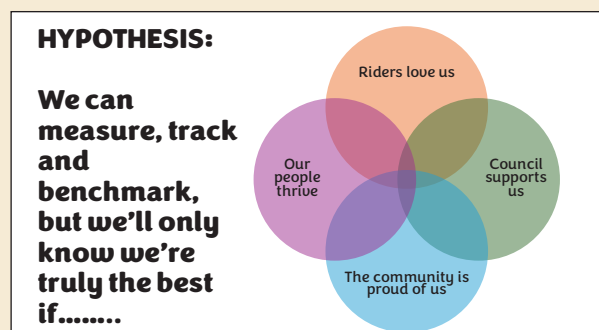 HYPOTHESIS:
We can
measure, track
and
benchmark,
but we’ll only
know we’re
truly the best
if........
Riders love us
Our
people
thrive
Council
supports
us
The community is
proud of us